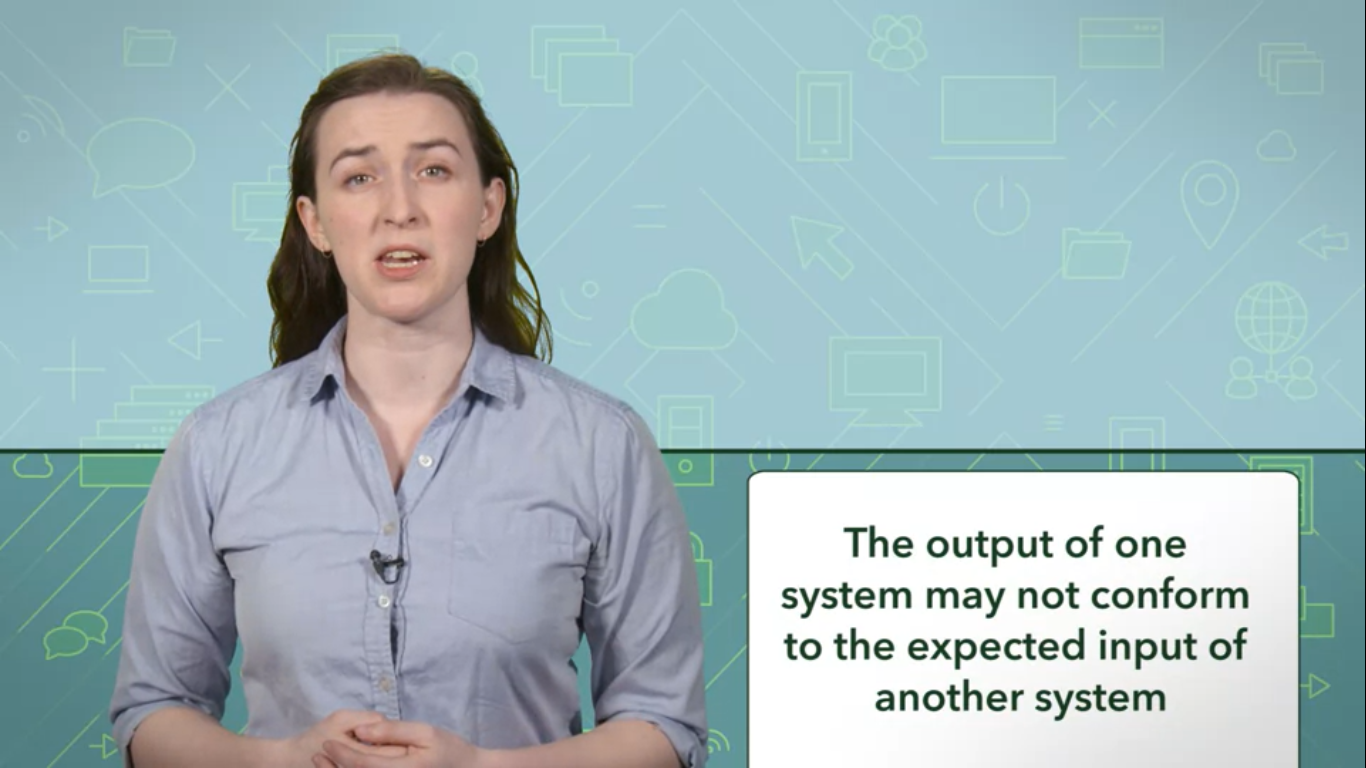 The output of one
system may not conform
to the expected input of
another system